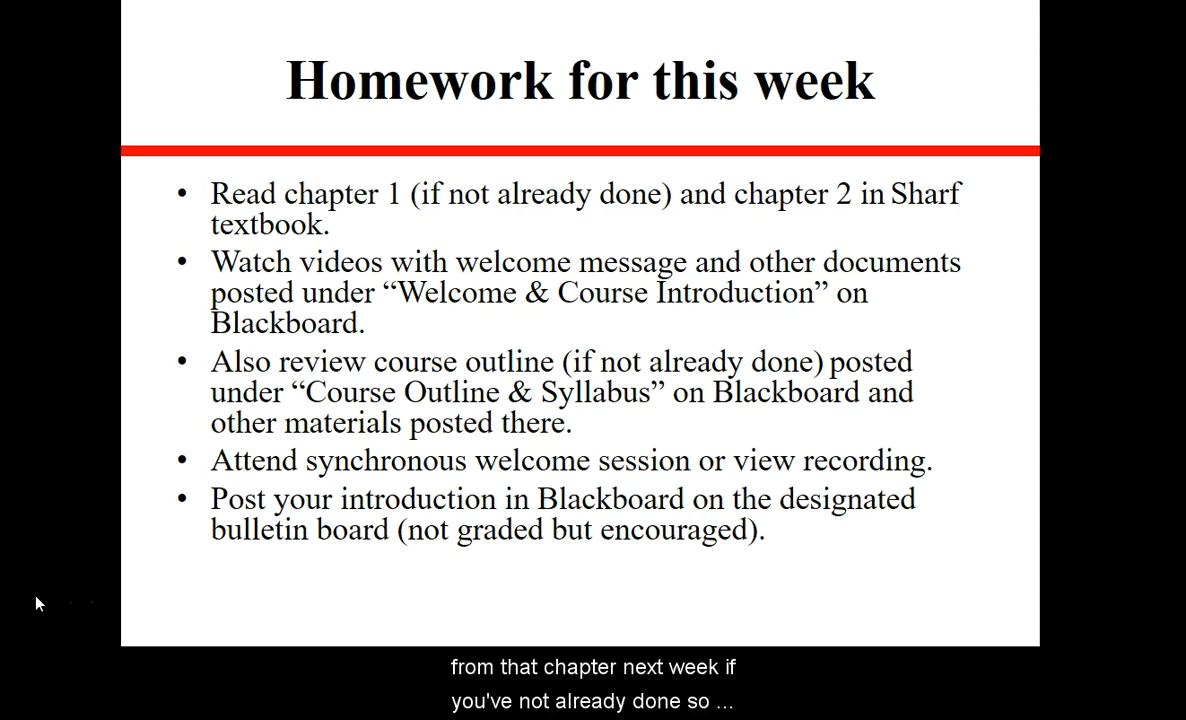 Homework for this week
• Read chapter 1 (if not already done) and chapter 2 in Sharf
textbook.
• Watch videos with welcome message and other documents
posted under “Welcome & Course Introduction” on
Blackboard.
• Also review course outline (if not already done) posted
under “Course Outline & Syllabus” on Blackboard and
other materials posted there.
• Attend synchronous welcome session or view recording.
• Post your introduction in Blackboard on the designated
bulletin board (not graded but encouraged).
from that chapter next week if
you've not already done so ...